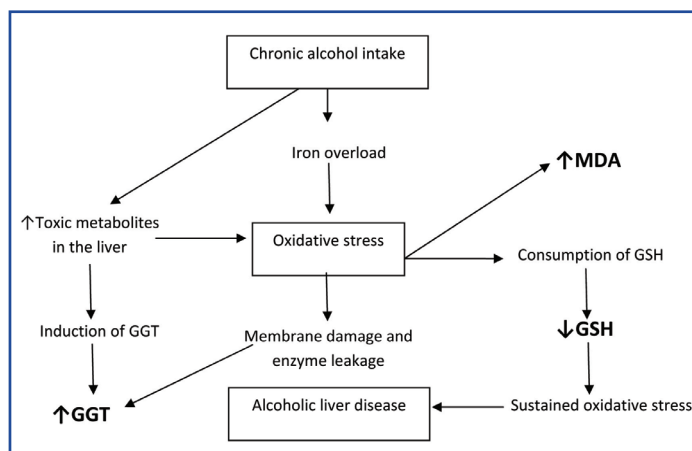 Chronic alcohol intake
Iron overload
↑MDA
↑Toxic metabolites
in the liver
Oxidative stress
Consumption of GSH
Induction of GGT
Membrane damage and
enzyme leakage
↓GSH
↑GGT
Alcoholic liver disease
Sustained oxidative stress